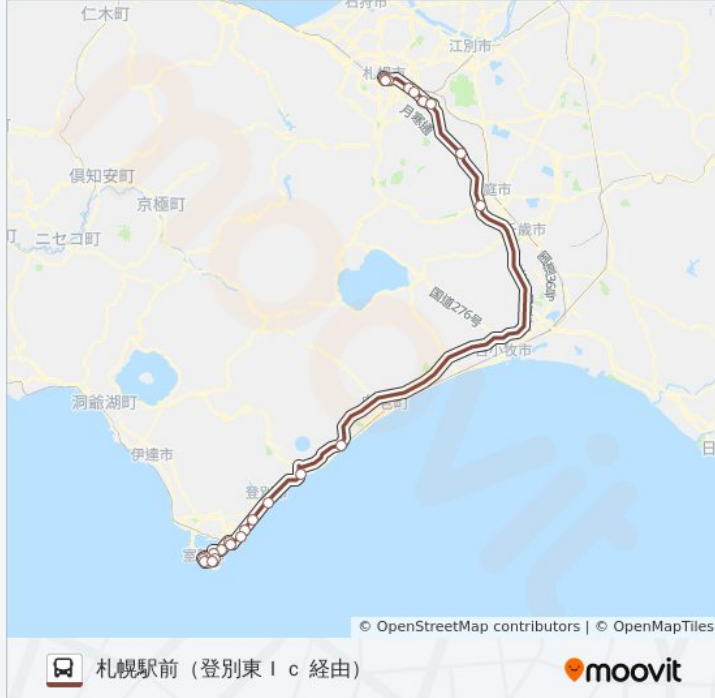 石狩市
仁木町
江別市
札幌市
月寒通
倶知安町
京極町
庭市
千歳市
ニセコ町
国道36号
国道276号
苫小牧市
洞爺湖町
白老町
伊達市
登別
室
© OpenStreetMap contributors | © OpenMapTiles
札幌駅前（登別東Ｉｃ 経由）
moovit